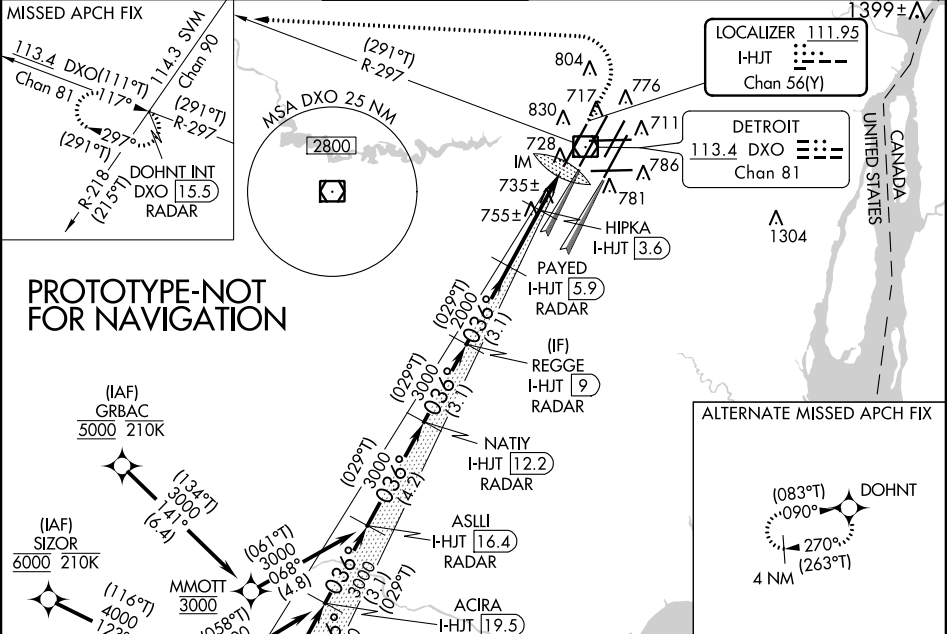 MISSED APCH FIX
113.4 DXO
Chan 81
114.3 SVM
Chan 90
(111°T)
117°
(291°T)
R-297
297°
(291°T)
R-218
(215°T)
DOHNT INT
DXO 15.5
RADAR
(291°T)
R-297
MSA DXO 25 NM
2800
1399±
LOCALIZER 111.95
I-HJT
Chan 56(Y)
DETROIT
113.4 DXO
Chan 81
804
717
776
830
711
728
786
IM
781
735±
755±
1304
CANADA
UNITED STATES
HIPKA
I-HJT 3.6
PAYED
I-HJT 5.9
RADAR
(029°T)
2000
036°
(3.1)
(IF)
REGGE
I-HJT 9
RADAR
(029°T)
3000
036°
(3.1)
NATIY
I-HJT 12.2
RADAR
(029°T)
3000
036°
(4.2)
ASLLI
I-HJT 16.4
RADAR
036°
3000
(3.1)
(029°T)
ACIRA
I-HJT 19.5
PROTOTYPE-NOT
FOR NAVIGATION
(IAF)
GRBAC
5000 210K
(134°T)
3000
141°
(6.4)
(IAF)
SIZOR
6000 210K
(116°T)
4000
123°
MMOTT
3000
(061°T)
3000
068°
(4.8)
(058°T)
ALTERNATE MISSED APCH FIX
(083°T)
090°
DOHNT
270°
(263°T)
4 NM